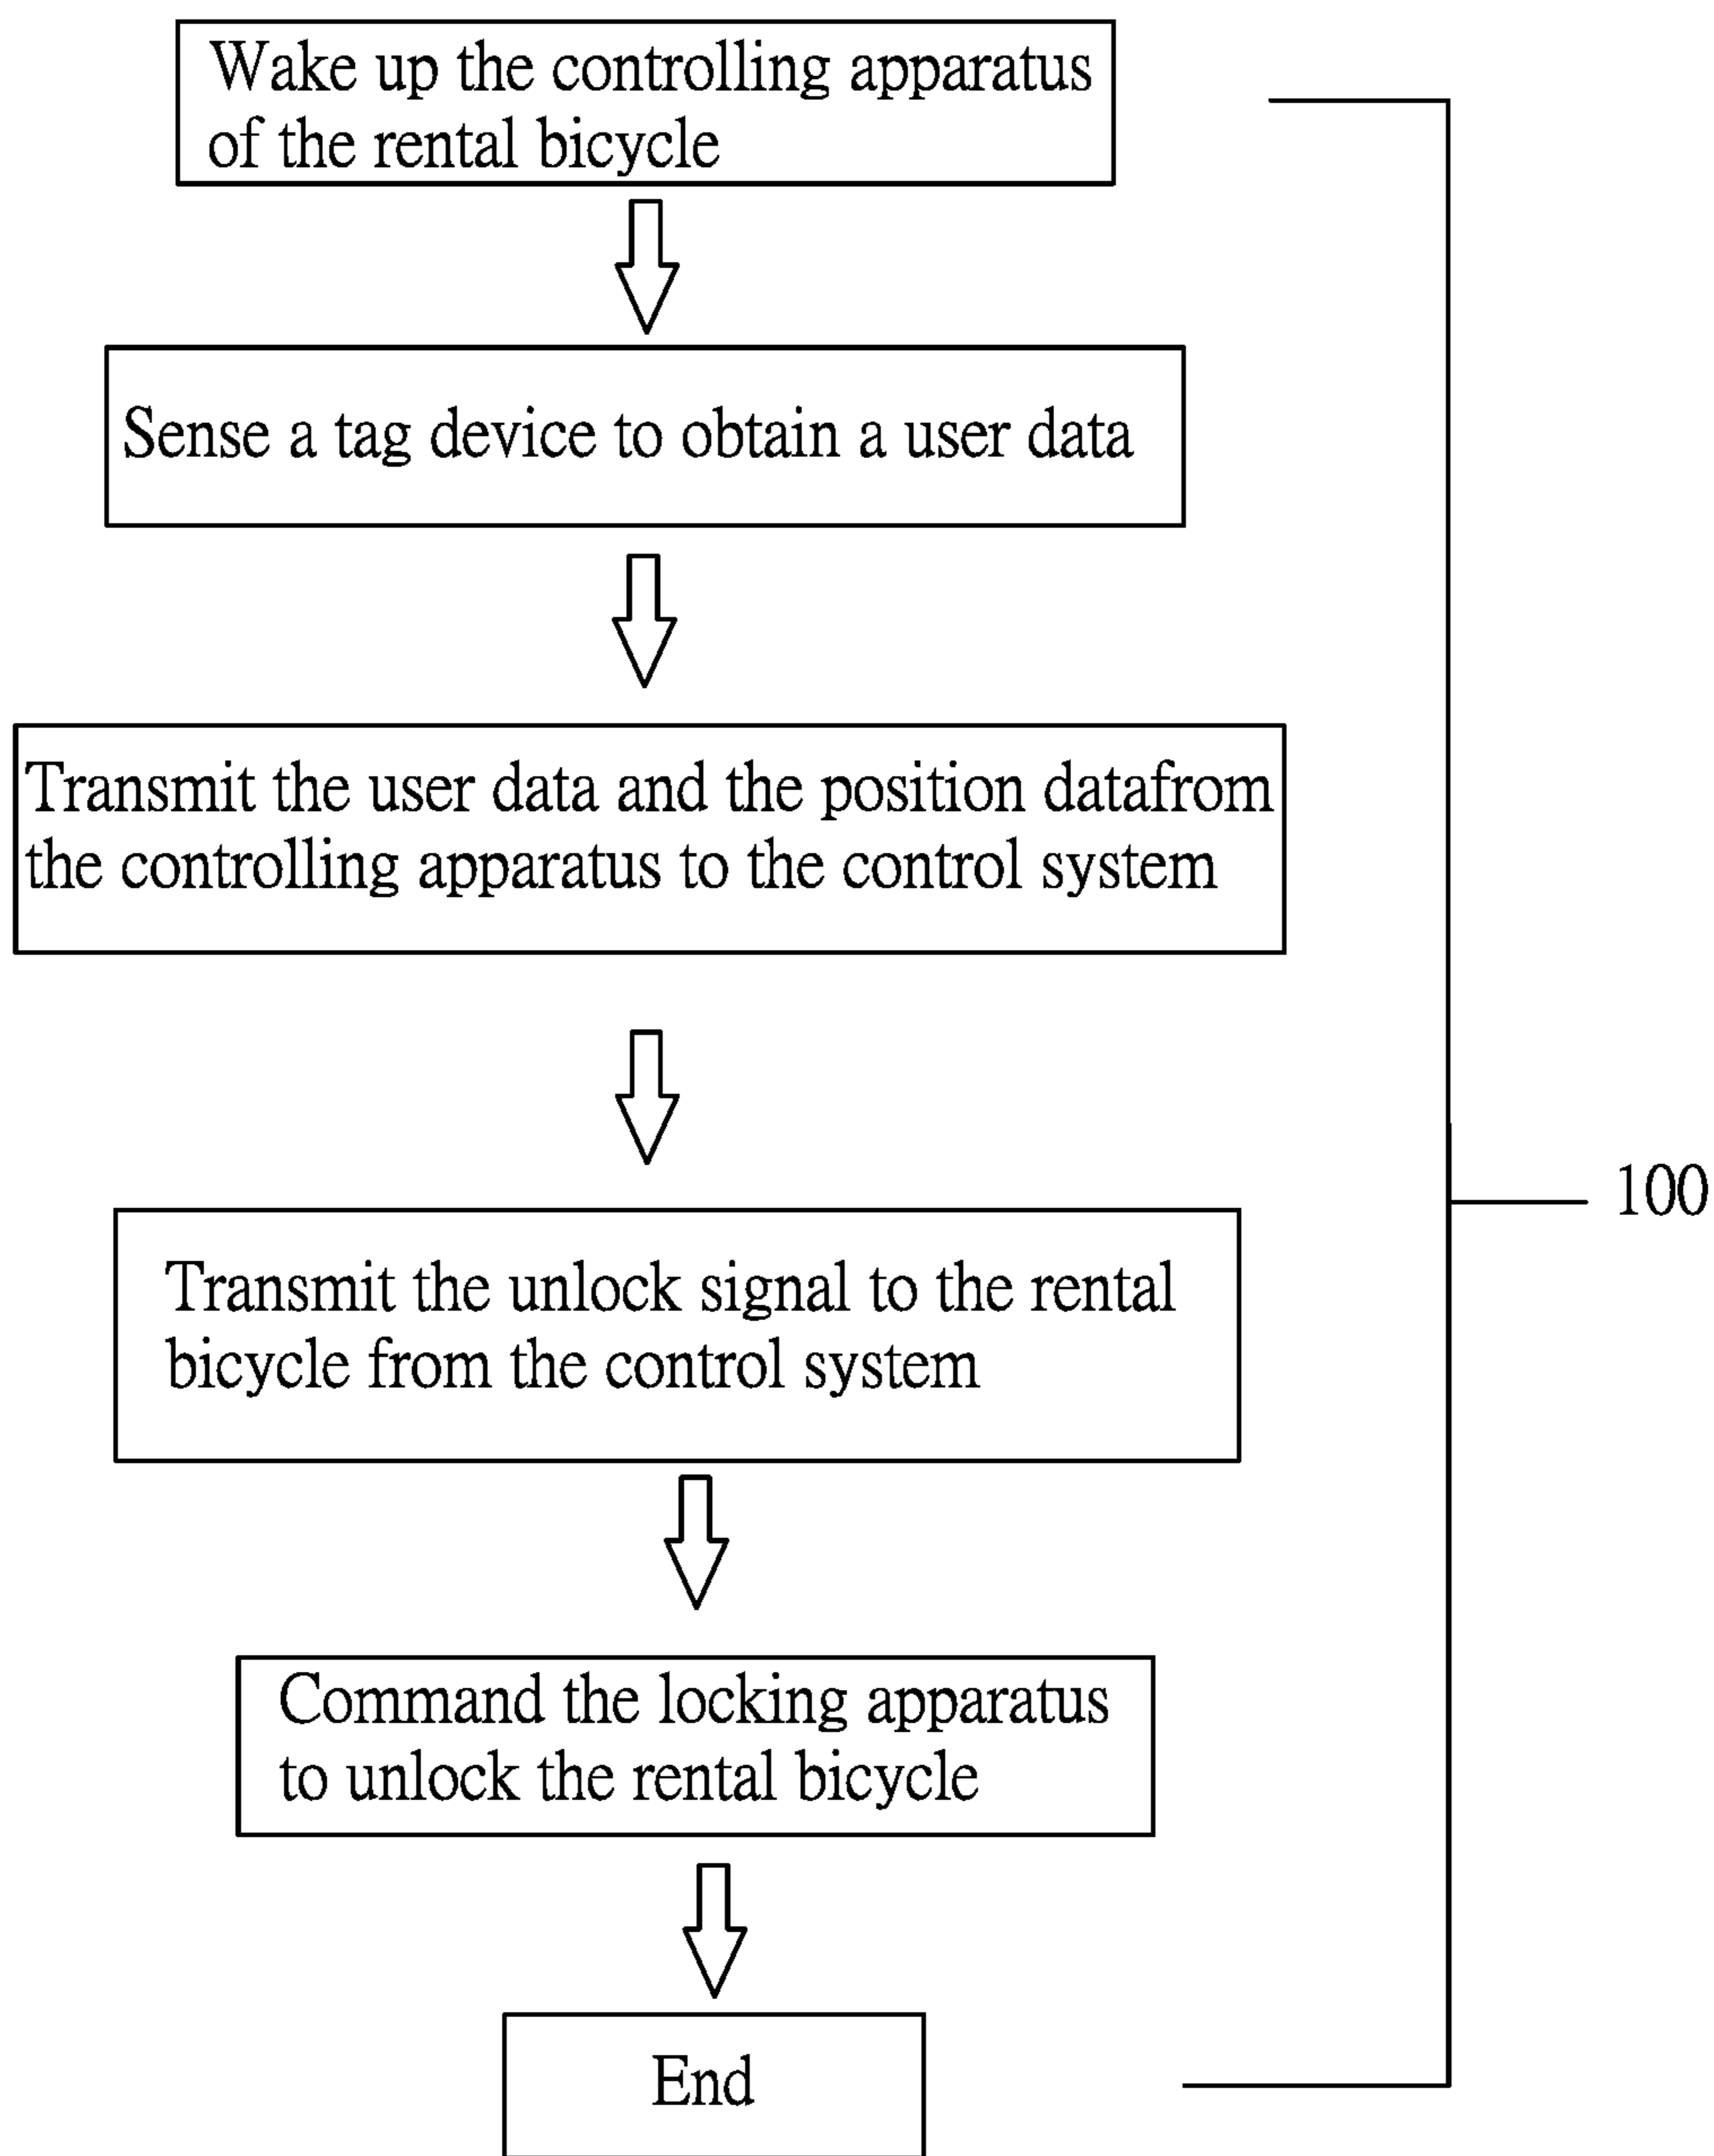 Wake up the controlling apparatus
of the rental bicycle
Sense a tag device to obtain a user data
Transmit the user data and the position datafrom
the controlling apparatus to the control system
100
Transmit the unlock signal to the rental
bicycle from the control system
Command the locking apparatus
to unlock the rental bicycle
End